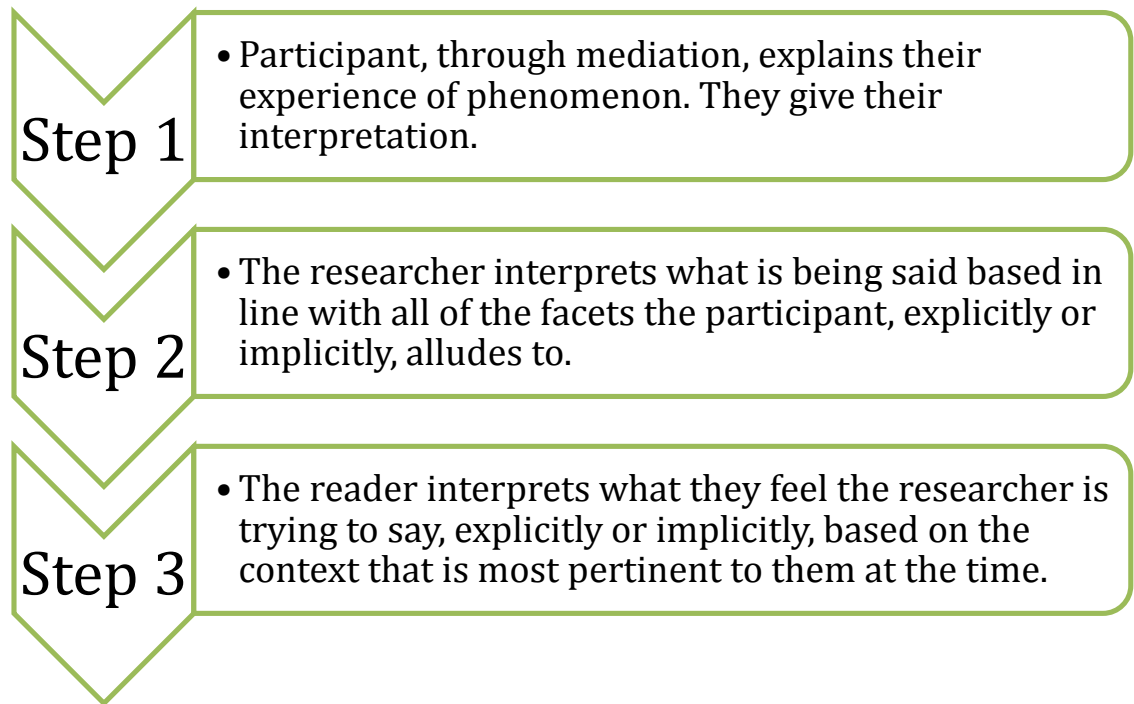 Step 1
• Participant, through mediation, explains their
experience of phenomenon. They give their
interpretation.
Step 2
• The researcher interprets what is being said based in
line with all of the facets the participant, explicitly or
implicitly, alludes to.
Step 3
• The reader interprets what they feel the researcher is
trying to say, explicitly or implicitly, based on the
context that is most pertinent to them at the time.